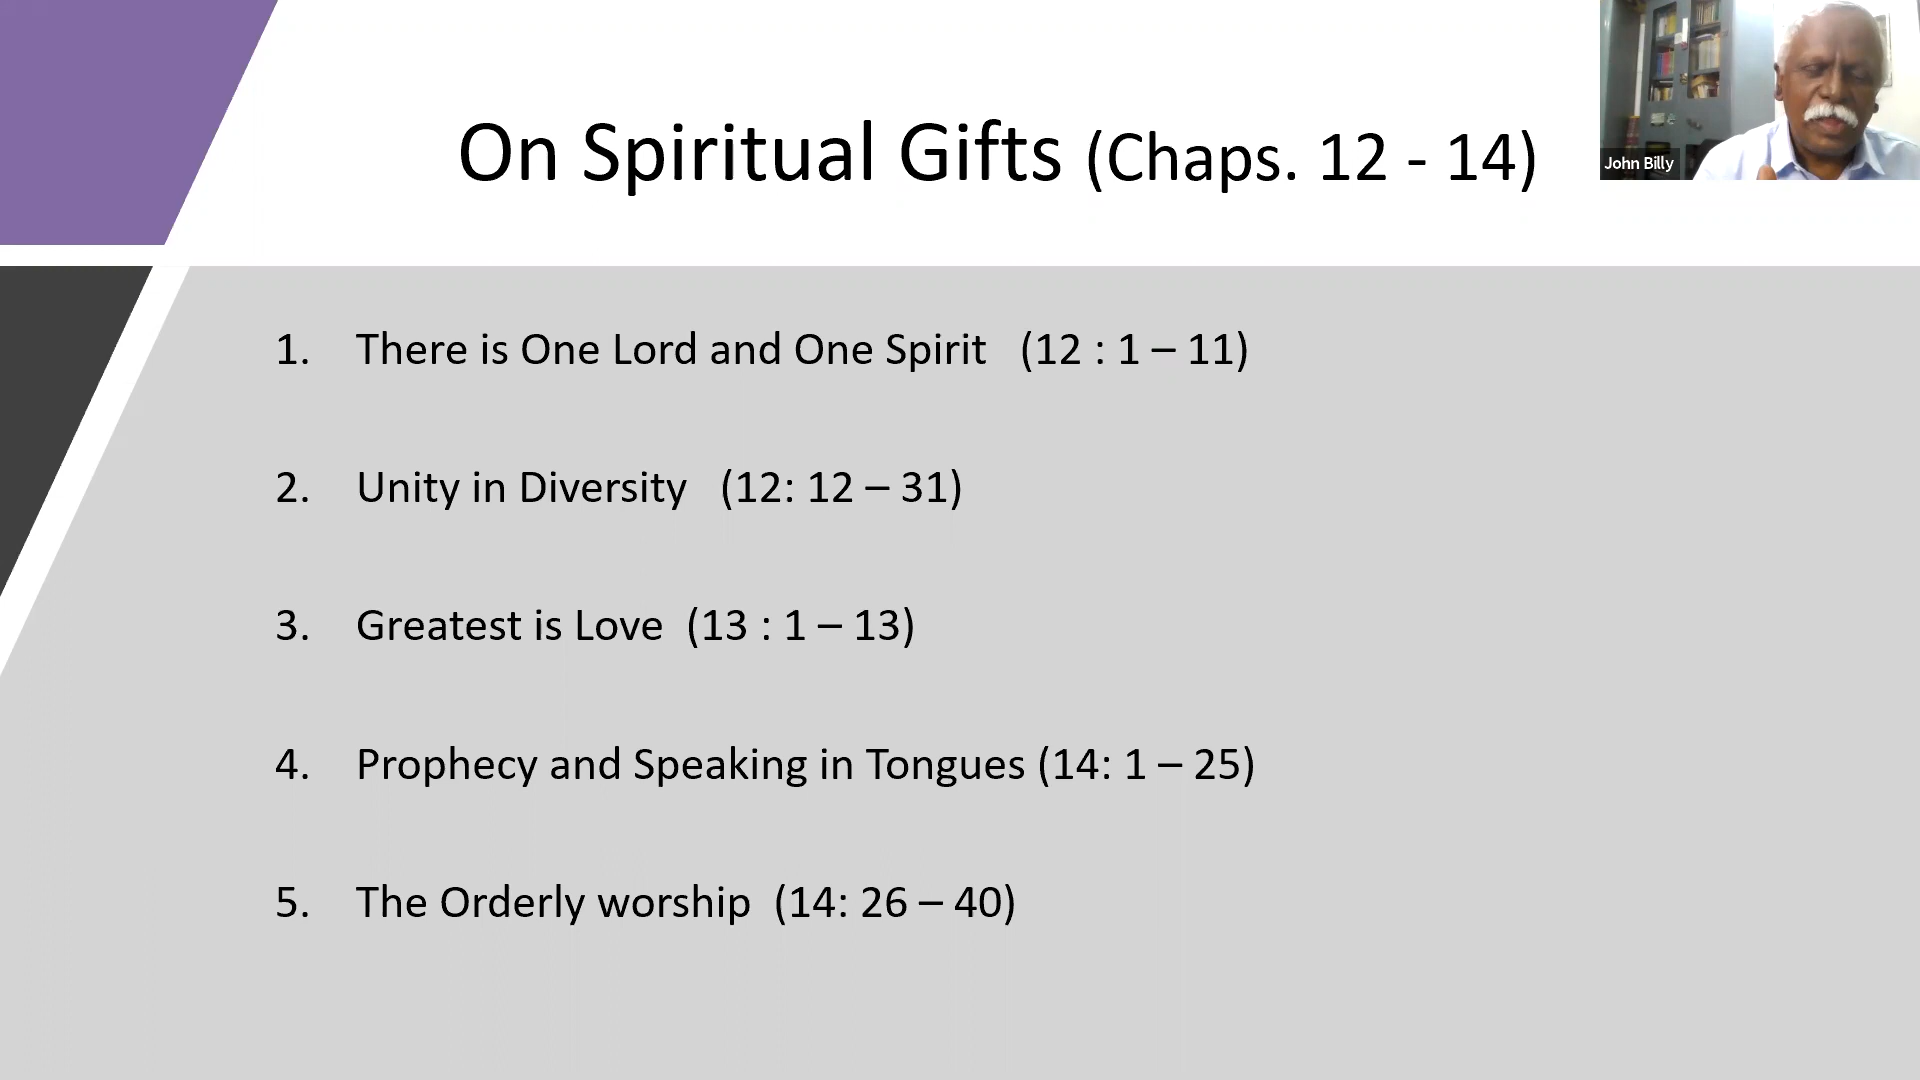 On Spiritual Gifts (Chaps. 12 - 14)
John Billy
1. There is One Lord and One Spirit (12 : 1 – 11)
2. Unity in Diversity (12: 12 – 31)
3. Greatest is Love (13 : 1 – 13)
4. Prophecy and Speaking in Tongues (14: 1 – 25)
5. The Orderly worship (14: 26 – 40)